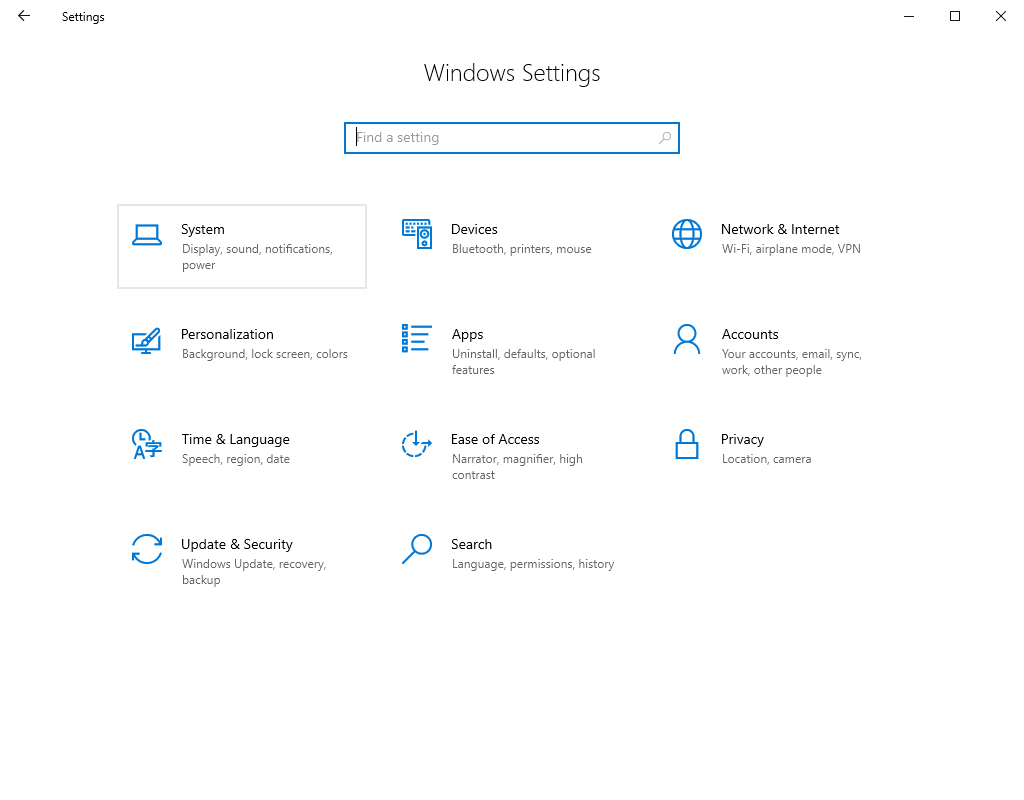 Settings
Windows Settings
Find a setting
System
Display, sound, notifications,
power
Devices
Bluetooth, printers, mouse
Network & Internet
Wi-Fi, airplane mode, VPN
Personalization
Background, lock screen, colors
Apps
Uninstall, defaults, optional
features
Accounts
Your accounts, email, sync,
work, other people
Time & Language
Speech, region, date
Ease of Access
Narrator, magnifier, high
contrast
Privacy
Location, camera
Update & Security
Windows Update, recovery,
backup
Search
Language, permissions, history